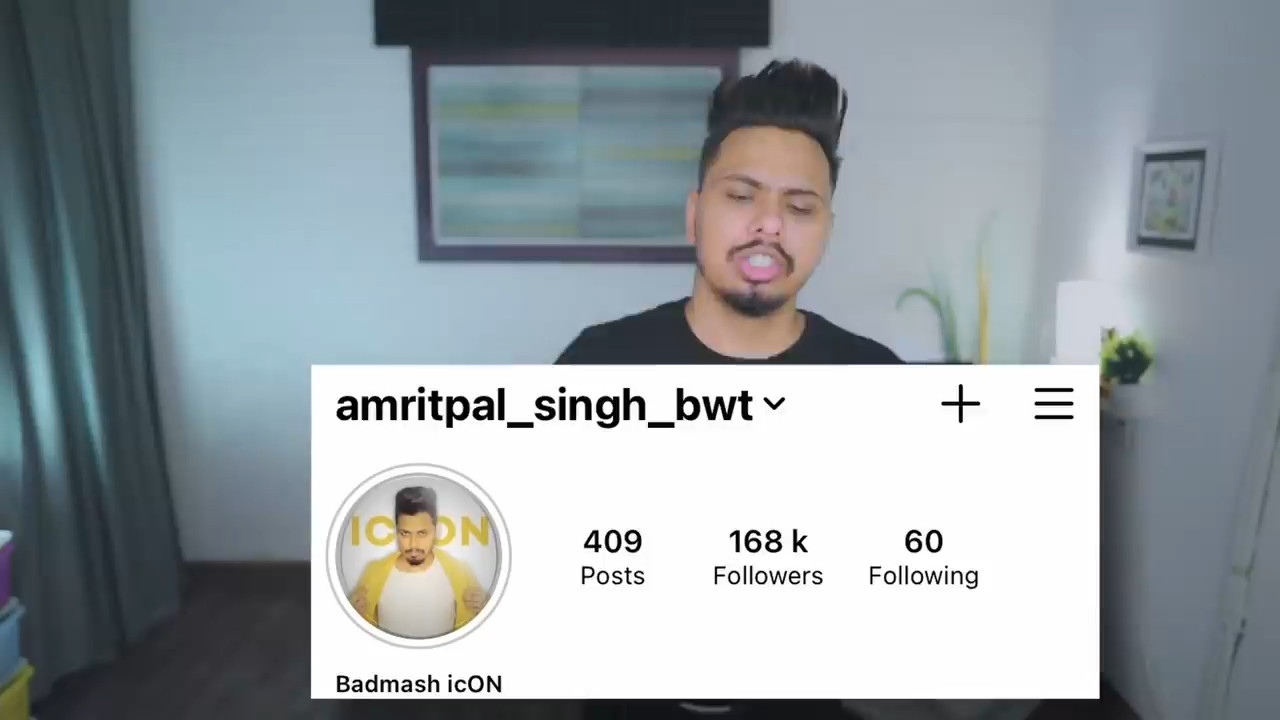 amritpal_singh_bwt
ICON
409
168 k
60
Posts
Followers
Following
Badmash icON